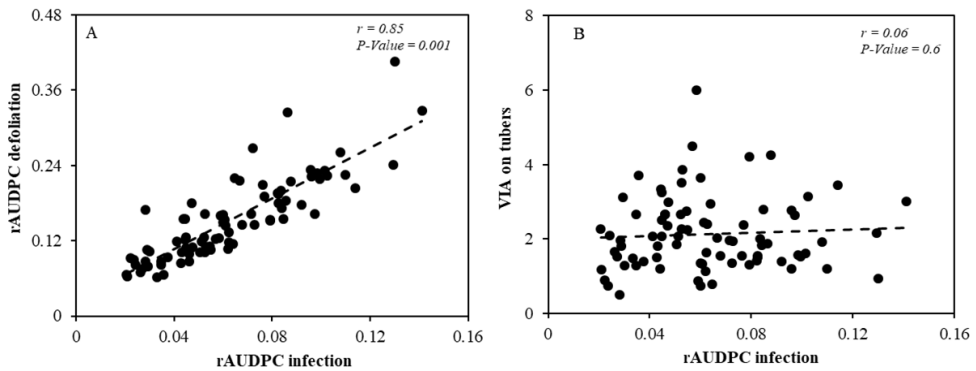 A
r = 0.85
P-Value = 0.001
0.48
0.36
0.24
0.12
0
rAUDPC defoliation
0 0.04 0.08 0.12 0.16
rAUDPC infection
B
r = 0.06
P-Value = 0.6
8
6
4
2
0
VIA on tubers
0 0.04 0.08 0.12 0.16
rAUDPC infection